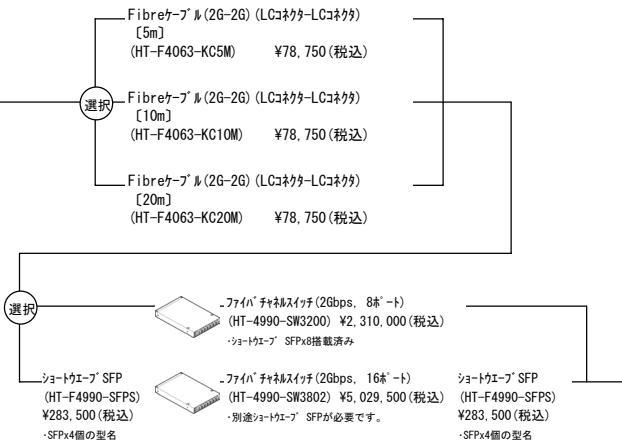 Fibreｹｰﾌﾞﾙ(2G-2G)(LCｺﾈｸﾀｰLCｺﾈｸﾀ)
〔5m〕
(HT-F4063-KC5M) ¥78,750(税込)
選択
Fibreｹｰﾌﾞﾙ(2G-2G)(LCｺﾈｸﾀｰLCｺﾈｸﾀ)
〔10m〕
(HT-F4063-KC10M) ¥78,750(税込)
Fibreｹｰﾌﾞﾙ(2G-2G)(LCｺﾈｸﾀｰLCｺﾈｸﾀ)
〔20m〕
(HT-F4063-KC20M) ¥78,750(税込)
選択
ﾌｧｲﾊﾞﾁｬﾈﾙｽｲｯﾁ(2Gbps, 8ﾎﾟｰﾄ)
(HT-4990-SW3200) ¥2,310,000(税込)
･ｼｮｰﾄｳｴｰﾌﾞ SFPx8搭載済み
ｼｮｰﾄｳｴｰﾌﾞSFP
(HT-F4990-SFPS)
¥283,500(税込)
･SFPx4個の型名
ﾌｧｲﾊﾞﾁｬﾈﾙｽｲｯﾁ(2Gbps, 16ﾎﾟｰﾄ)
(HT-4990-SW3802) ¥5,029,500(税込)
･別途ｼｮｰﾄｳｴｰﾌﾞ SFPが必要です。
ｼｮｰﾄｳｴｰﾌﾞSFP
(HT-F4990-SFPS)
¥283,500(税込)
･SFPx4個の型名